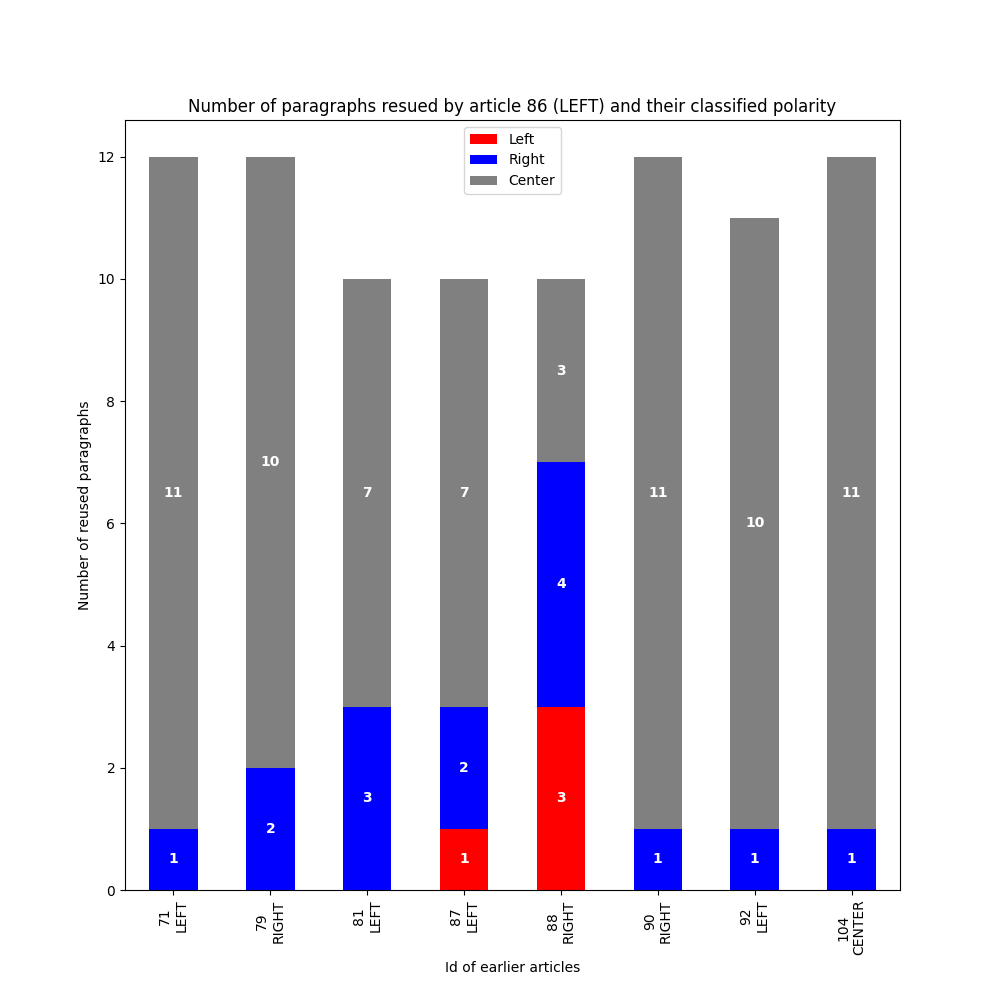 Number of paragraphs resued by article 86 (LEFT) and their classified polarity
Left
Right
Center
12
10
8
6
4
2
0
Number of reused paragraphs
11
1
10
2
7
3
7
2
1
3
4
3
11
1
10
1
11
1
71
LEFT
79
RIGHT
81
LEFT
87
LEFT
88
RIGHT
90
RIGHT
92
LEFT
104
CENTER
Id of earlier articles